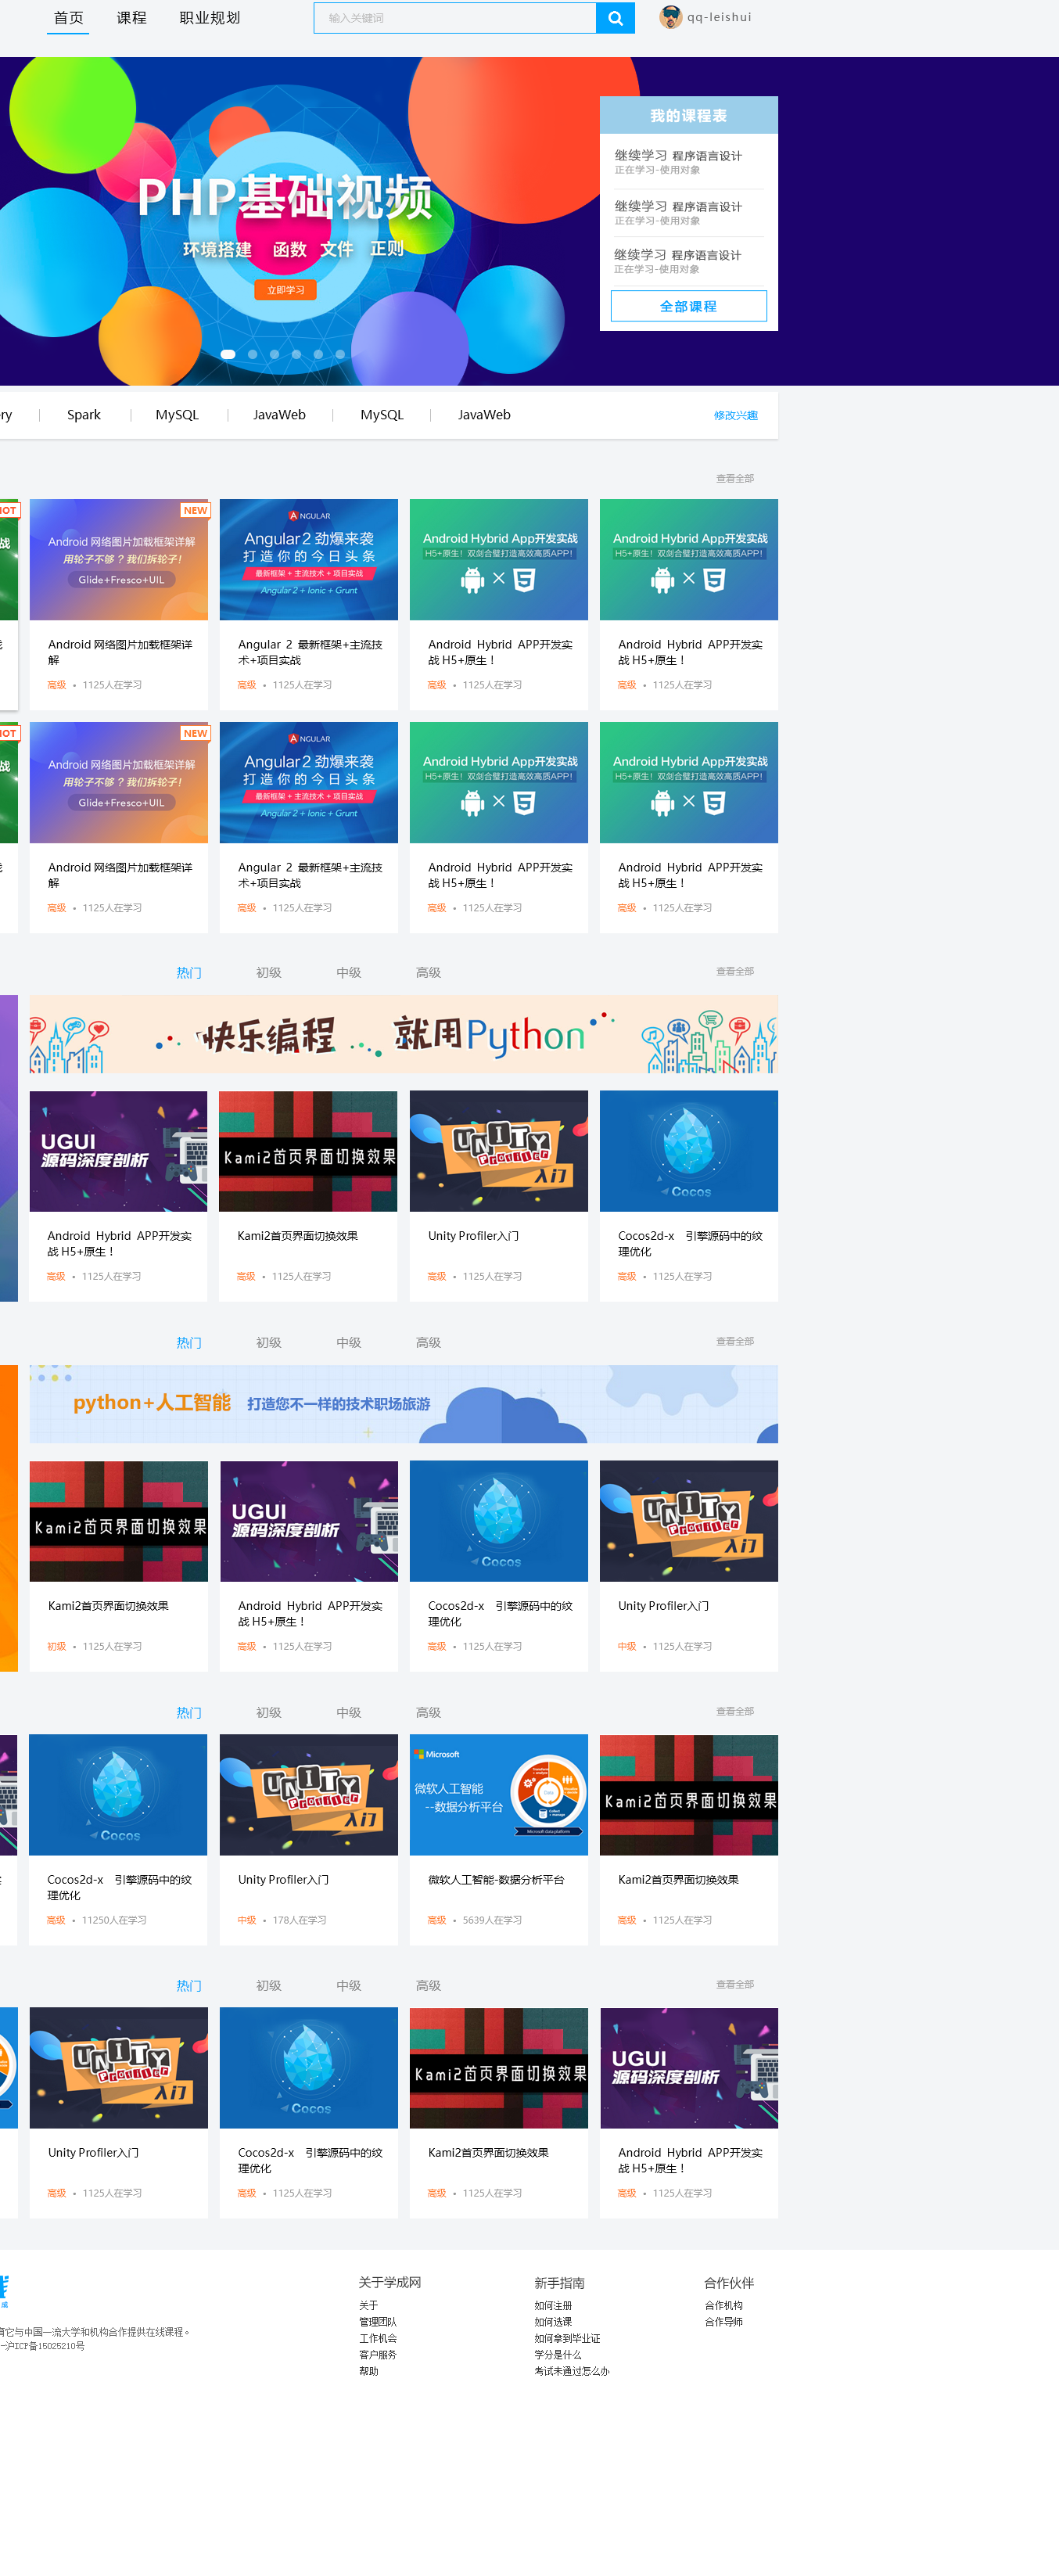 首页 课程 职业规划 输入关键词 qq-leishui
我的课程表
PHP基础视频
环境搭建 函数 文件 正则
立即学习
继续学习 程序语言设计
正在学习-使用对象
继续学习 程序语言设计
正在学习-使用对象
继续学习 程序语言设计
正在学习-使用对象
全部课程
ry Spark MySQL JavaWeb MySQL JavaWeb 修改兴趣
查看全部
HOT
NEW
Android 网络图片加载框架详解
用轮子不够？我们拆轮子！
Glide+Fresco+UIL
ANGULAR
Angular2 劲爆来袭
打造你的今日头条
最新框架 + 主流技术 + 项目实战
Angular 2 + Ionic + Grunt
Android Hybrid App开发实战
H5+原生！双剑合璧打造高效高质APP！
Android Hybrid App开发实战
H5+原生！双剑合璧打造高效高质APP！
Android 网络图片加载框架详
解
高级 • 1125人在学习
Angular 2 最新框架+主流技
术+项目实战
高级 • 1125人在学习
Android Hybrid APP开发实
战 H5+原生！
高级 • 1125人在学习
Android Hybrid APP开发实
战 H5+原生！
高级 • 1125人在学习
HOT
NEW
Android 网络图片加载框架详解
用轮子不够？我们拆轮子！
Glide+Fresco+UIL
ANGULAR
Angular2 劲爆来袭
打造你的今日头条
最新框架 + 主流技术 + 项目实战
Angular 2 + Ionic + Grunt
Android Hybrid App开发实战
H5+原生！双剑合璧打造高效高质APP！
Android Hybrid App开发实战
H5+原生！双剑合璧打造高效高质APP！
Android 网络图片加载框架详
解
高级 • 1125人在学习
Angular 2 最新框架+主流技
术+项目实战
高级 • 1125人在学习
Android Hybrid APP开发实
战 H5+原生！
高级 • 1125人在学习
Android Hybrid APP开发实
战 H5+原生！
高级 • 1125人在学习
热门 初级 中级 高级 查看全部
快乐编程 就用Python
UGUI
源码深度剖析
Kami2首页界面切换效果
UNITY
Profiler
入门
Cocos
Android Hybrid APP开发实
战 H5+原生！
高级 • 1125人在学习
Kami2首页界面切换效果
高级 • 1125人在学习
Unity Profiler入门
高级 • 1125人在学习
Cocos2d-x 引擎源码中的纹
理优化
高级 • 1125人在学习
热门 初级 中级 高级 查看全部
python+人工智能 打造您不一样的技术职场旅游
Kami2首页界面切换效果
UGUI
源码深度剖析
Cocos
UNITY
Profiler
入门
Kami2首页界面切换效果
初级 • 1125人在学习
Android Hybrid APP开发实
战 H5+原生！
高级 • 1125人在学习
Cocos2d-x 引擎源码中的纹
理优化
高级 • 1125人在学习
Unity Profiler入门
中级 • 1125人在学习
热门 初级 中级 高级 查看全部
Cocos
UNITY
Profiler
入门
Microsoft
微软人工智能
--数据分析平台
Microsoft data platform
Kami2首页界面切换效果
Cocos2d-x 引擎源码中的纹
理优化
高级 • 11250人在学习
Unity Profiler入门
中级 • 178人在学习
微软人工智能-数据分析平台
高级 • 5639人在学习
Kami2首页界面切换效果
高级 • 1125人在学习
热门 初级 中级 高级 查看全部
UNITY
Profiler
入门
Cocos
Kami2首页界面切换效果
UGUI
源码深度剖析
Unity Profiler入门
高级 • 1125人在学习
Cocos2d-x 引擎源码中的纹
理优化
高级 • 1125人在学习
Kami2首页界面切换效果
高级 • 1125人在学习
Android Hybrid APP开发实
战 H5+原生！
高级 • 1125人在学习
育它与中国一流大学和机构合作提供在线课程。
一沪ICP备15025210号
关于学成网
关于
管理团队
工作机会
客户服务
帮助
新手指南
如何注册
如何选课
如何拿到毕业证
学分是什么
考试未通过怎么办
合作伙伴
合作机构
合作导师